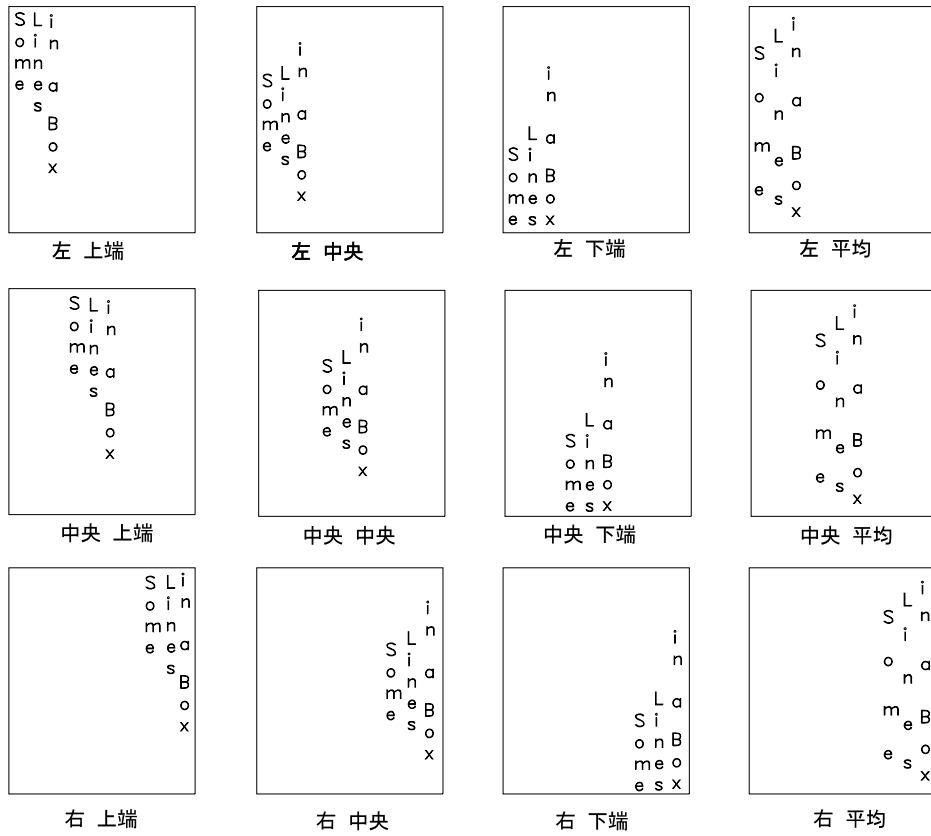 Some
Lines
in a Box
左 上端
Some
Lines
in a Box
左 中央
Some
Lines
in a Box
左 下端
Some
Lines
in a Box
左 平均
Some
Lines
in a Box
中央 上端
Some
Lines
in a Box
中央 中央
Some
Lines
in a Box
中央 下端
Some
Lines
in a Box
中央 平均
Some
Lines
in a Box
右 上端
Some
Lines
in a Box
右 中央
Some
Lines
in a Box
右 下端
Some
Lines
in a Box
右 平均